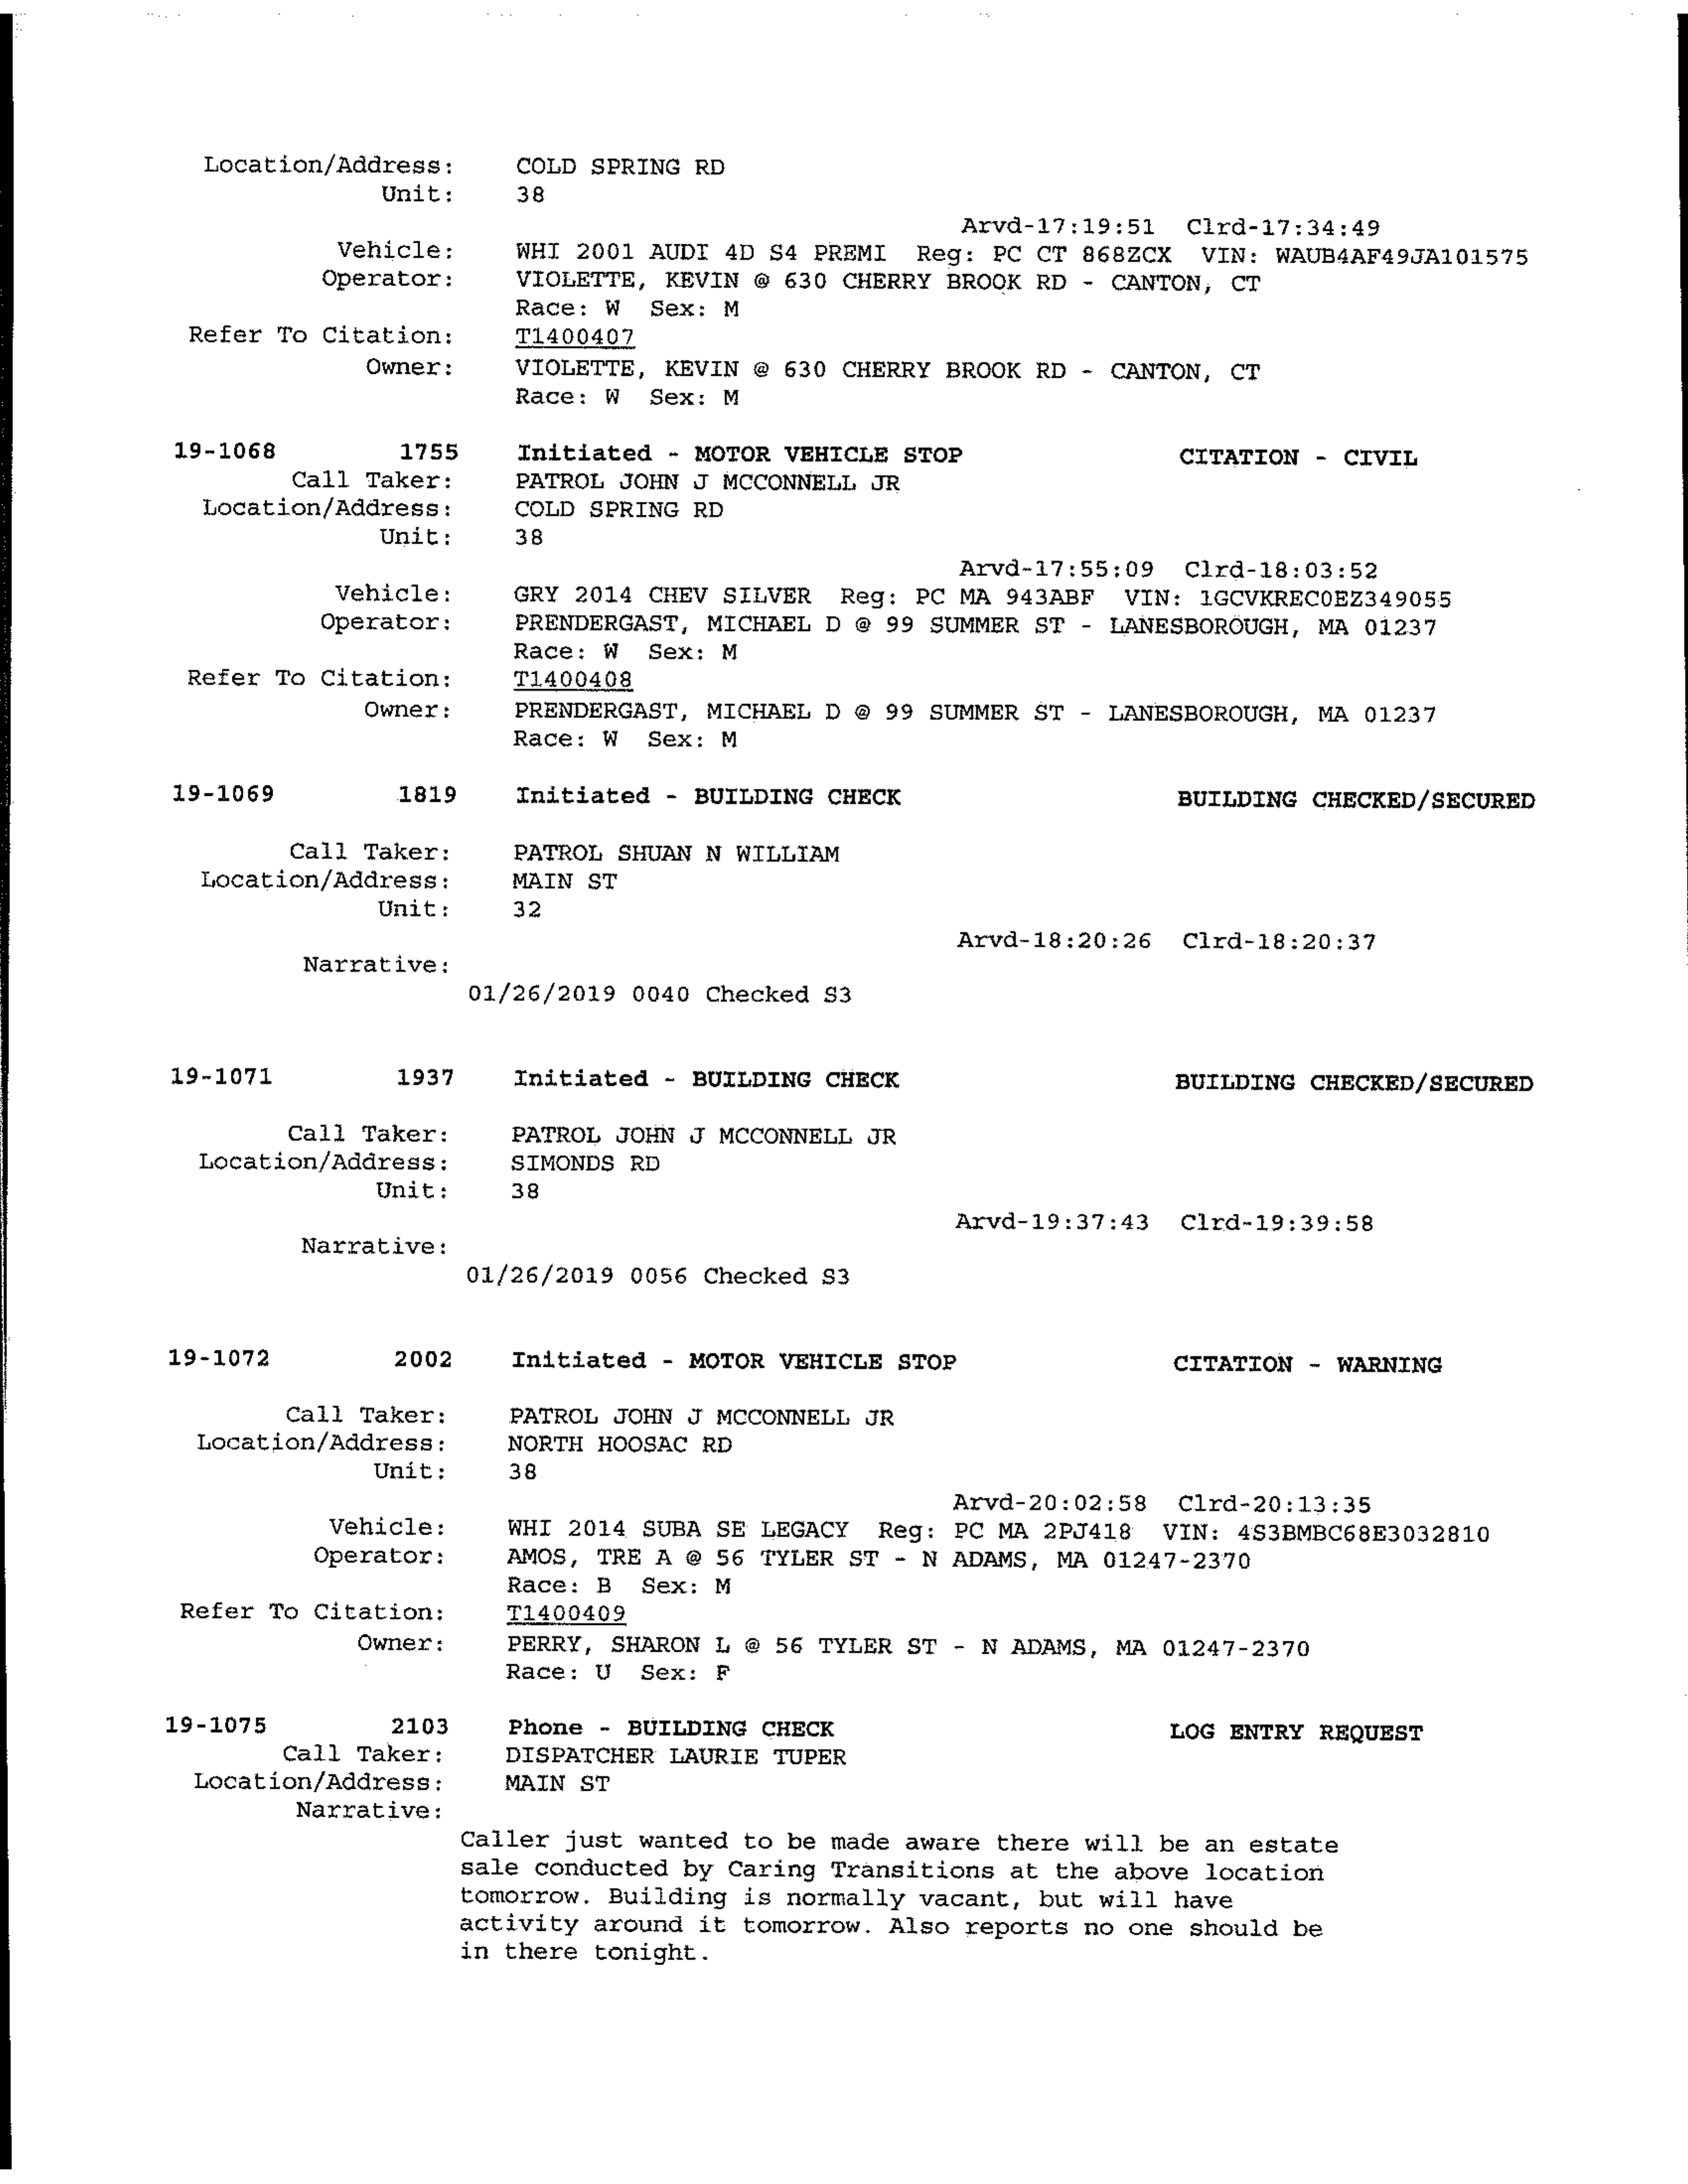 Location/Address: COLD SPRING RD
Unit: 38
Arvd-17:19:51 Clrd-17:34:49
Vehicle: WHI 2001 AUDI 4D S4 PREMI Reg: PC CT 868ZCX VIN: WAUB4AF49JA101575
Operator: VIOLETTE, KEVIN @ 630 CHERRY BROOK RD - CANTON, CT
Race: W Sex: M
Refer To Citation: T1400407
Owner: VIOLETTE, KEVIN @ 630 CHERRY BROOK RD - CANTON, CT
Race: W Sex: M
19-1068 1755 Initiated - MOTOR VEHICLE STOP CITATION - CIVIL
Call Taker: PATROL JOHN J MCCONNELL JR
Location/Address: COLD SPRING RD
Unit: 38
Arvd-17:55:09 Clrd-18:03:52
Vehicle: GRY 2014 CHEV SILVER Reg: PC MA 943ABF VIN: 1GCVKREC0EZ349055
Operator: PRENDERGAST, MICHAEL D @ 99 SUMMER ST - LANESBOROUGH, MA 01237
Race: W Sex: M
Refer To Citation: T1400408
Owner: PRENDERGAST, MICHAEL D @ 99 SUMMER ST - LANESBOROUGH, MA 01237
Race: W Sex: M
19-1069 1819 Initiated - BUILDING CHECK BUILDING CHECKED/SECURED
Call Taker: PATROL SHUAN N WILLIAM
Location/Address: MAIN ST
Unit: 32
Arvd-18:20:26 Clrd-18:20:37
Narrative:
01/26/2019 0040 Checked S3
19-1071 1937 Initiated - BUILDING CHECK BUILDING CHECKED/SECURED
Call Taker: PATROL JOHN J MCCONNELL JR
Location/Address: SIMONDS RD
Unit: 38
Arvd-19:37:43 Clrd-19:39:58
Narrative:
01/26/2019 0056 Checked S3
19-1072 2002 Initiated - MOTOR VEHICLE STOP CITATION - WARNING
Call Taker: PATROL JOHN J MCCONNELL JR
Location/Address: NORTH HOOSAC RD
Unit: 38
Arvd-20:02:58 Clrd-20:13:35
Vehicle: WHI 2014 SUBA SE LEGACY Reg: PC MA 2PJ418 VIN: 4S3BMBC68E3032810
Operator: AMOS, TRE A @ 56 TYLER ST - N ADAMS, MA 01247-2370
Race: B Sex: M
Refer To Citation: T1400409
Owner: PERRY, SHARON L @ 56 TYLER ST - N ADAMS, MA 01247-2370
Race: U Sex: F
19-1075 2103 Phone - BUILDING CHECK LOG ENTRY REQUEST
Call Taker: DISPATCHER LAURIE TUPER
Location/Address: MAIN ST
Narrative:
Caller just wanted to be made aware there will be an estate
sale conducted by Caring Transitions at the above location
tomorrow. Building is normally vacant, but will have
activity around it tomorrow. Also reports no one should be
in there tonight.